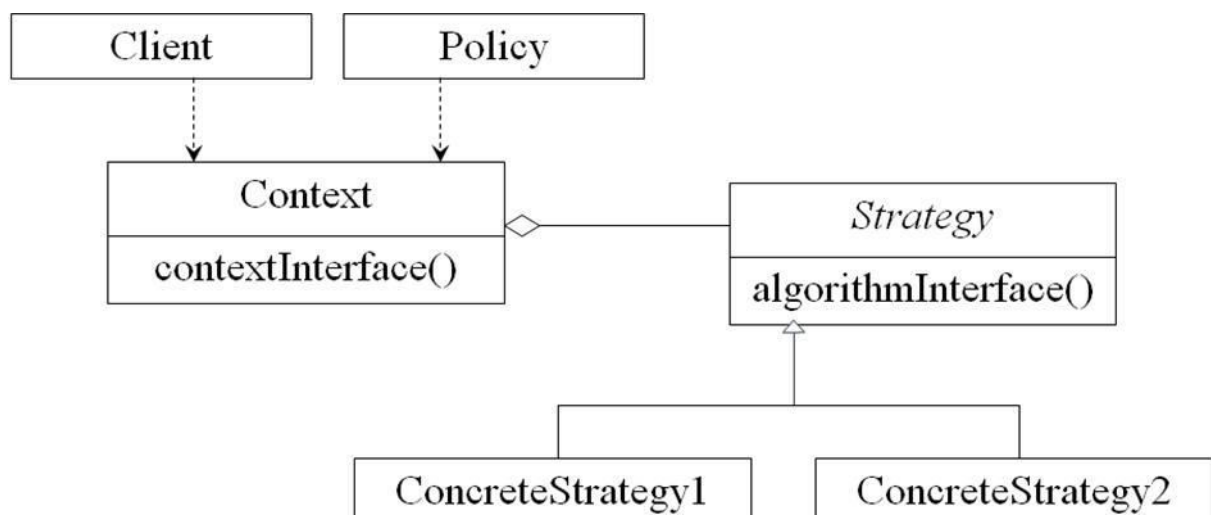 Client
Policy
Context
contextInterface()
Strategy
algorithmInterface()
ConcreteStrategy1
ConcreteStrategy2